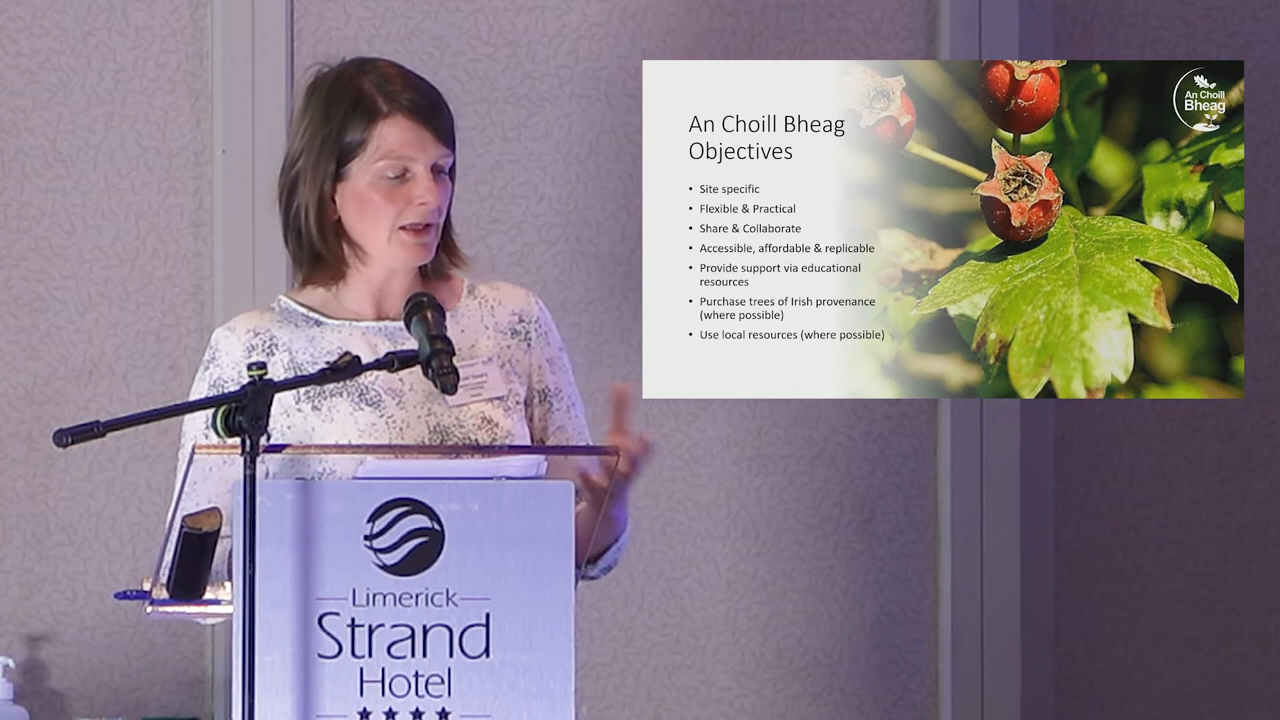 An Choill Bheag
Objectives
• Site specific
• Flexible & Practical
• Share & Collaborate
• Accessible, affordable & replicable
• Provide support via educational
resources
• Purchase trees of Irish provenance
(where possible)
• Use local resources (where possible)
An Choill
Bheag
Limerick
Strand
Hotel